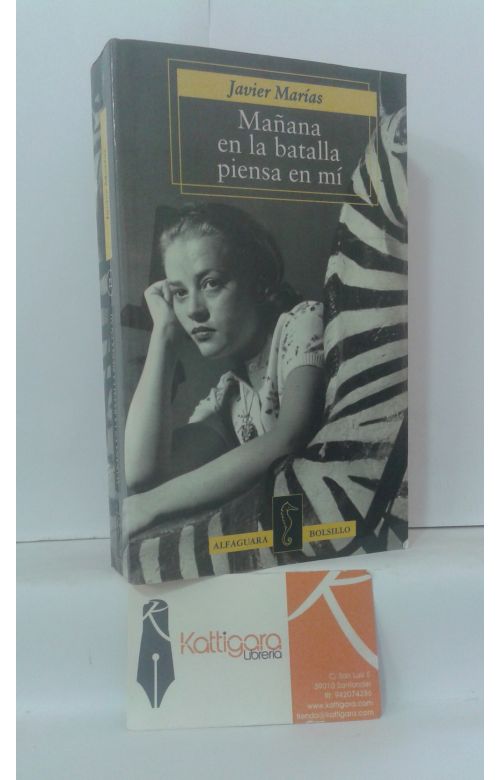 Javier Marías
Mañana
en la batalla
piensa en mí
ALFAGUARA BOLSILLO
Kattigara
Librería
C/ San Luis 5
39010 Santander
tlf: 942074286
www.kattigara.com
tienda@kattigara.com